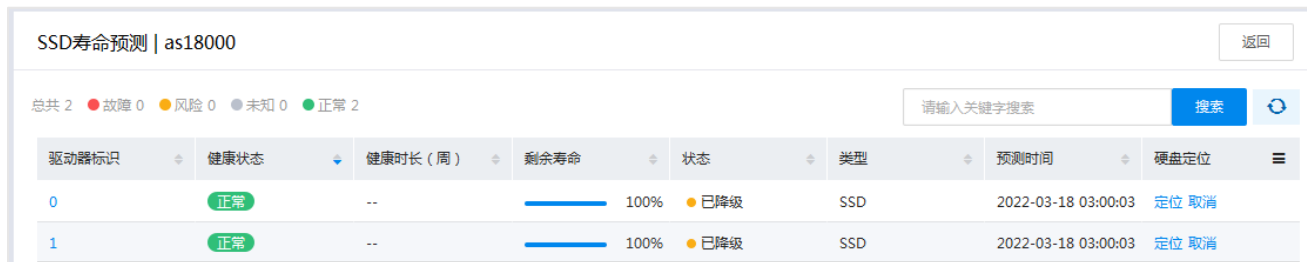 SSD寿命预测 | as18000 返回
总共 2 故障 0 风险 0 未知 0 正常 2 请输入关键字搜索 搜索
驱动器标识 健康状态 健康时长（周） 剩余寿命 状态 类型 预测时间 硬盘定位
0 正常 -- 100% 已降级 SSD 2022-03-18 03:00:03 定位 取消
1 正常 -- 100% 已降级 SSD 2022-03-18 03:00:03 定位 取消